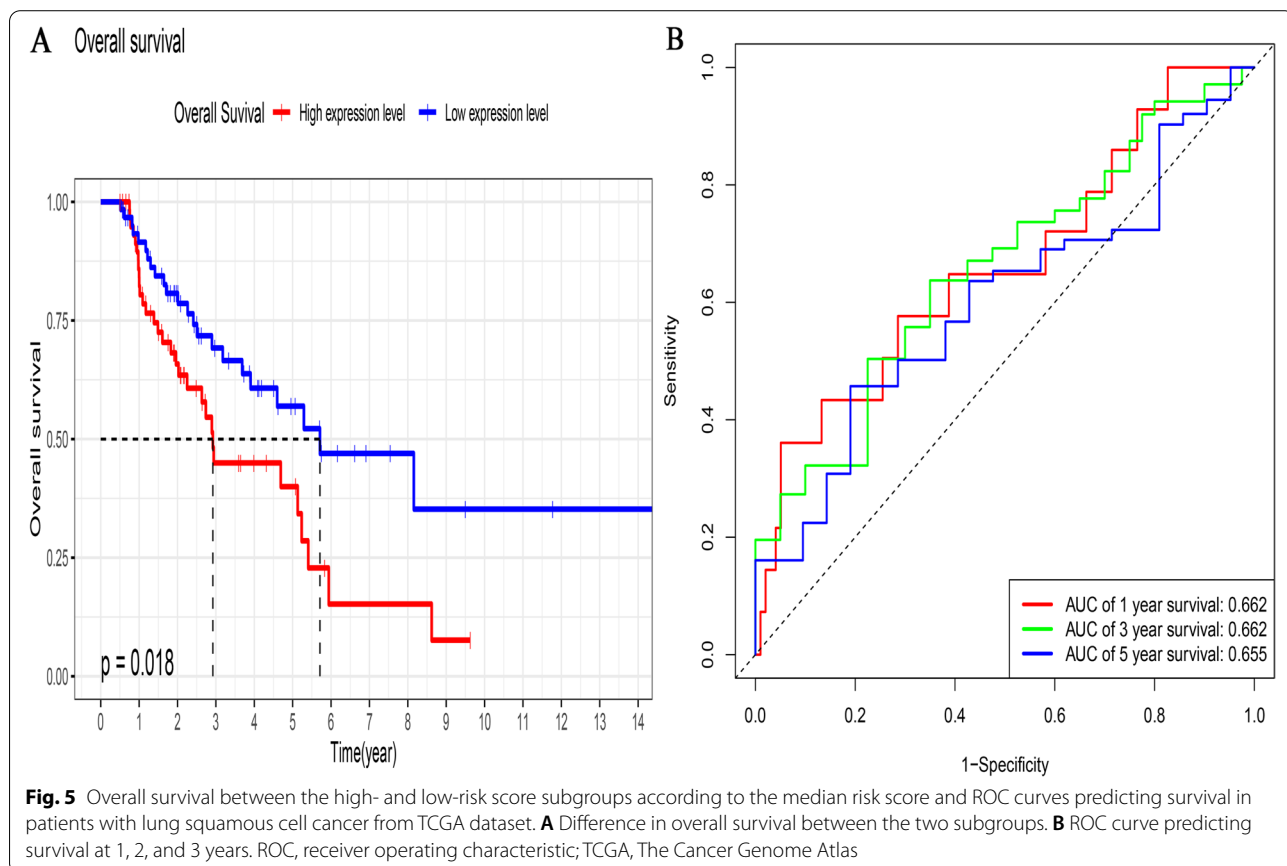 A Overall survival
Overall Suvival High expression level Low expression level
Overall survival
1.00
0.75
0.50
0.25
0.00
p = 0.018
0 1 2 3 4 5 6 7 8 9 10 11 12 13 14
Time(year)
B
Sensitivity
1.0
0.8
0.6
0.4
0.2
0.0
AUC of 1 year survival: 0.662
AUC of 3 year survival: 0.662
AUC of 5 year survival: 0.655
0.0 0.2 0.4 0.6 0.8 1.0
1-Specificity
Fig. 5 Overall survival between the high- and low-risk score subgroups according to the median risk score and ROC curves predicting survival in
patients with lung squamous cell cancer from TCGA dataset. A Difference in overall survival between the two subgroups. B ROC curve predicting
survival at 1, 2, and 3 years. ROC, receiver operating characteristic; TCGA, The Cancer Genome Atlas